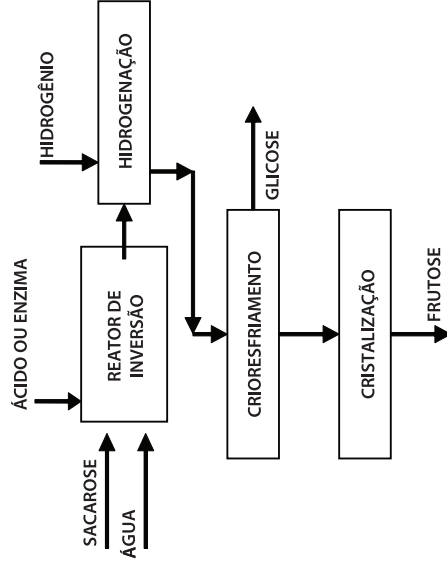 ÁCIDO OU ENZIMA
HIDROGÊNIO
SACAROSE
ÁGUA
REATOR DE
INVERSÃO
HIDROGENAÇÃO
CRIORESFRIAMENTO
GLICOSE
CRISTALIZAÇÃO
FRUTOSE